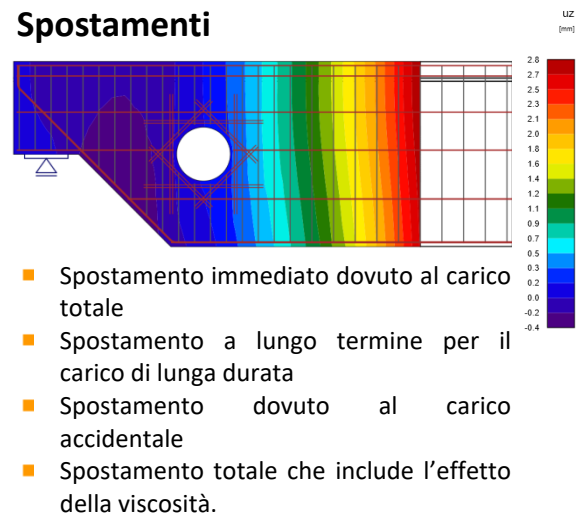 Spostamenti
uz
[mm]
2.8
2.7
2.5
2.3
2.1
2.0
1.8
1.6
1.4
1.2
1.1
0.9
0.7
0.5
0.3
0.2
0.0
-0.2
-0.4
Spostamento immediato dovuto al carico
totale
Spostamento a lungo termine per il
carico di lunga durata
Spostamento dovuto al carico
accidentale
Spostamento totale che include l’effetto
della viscosità.